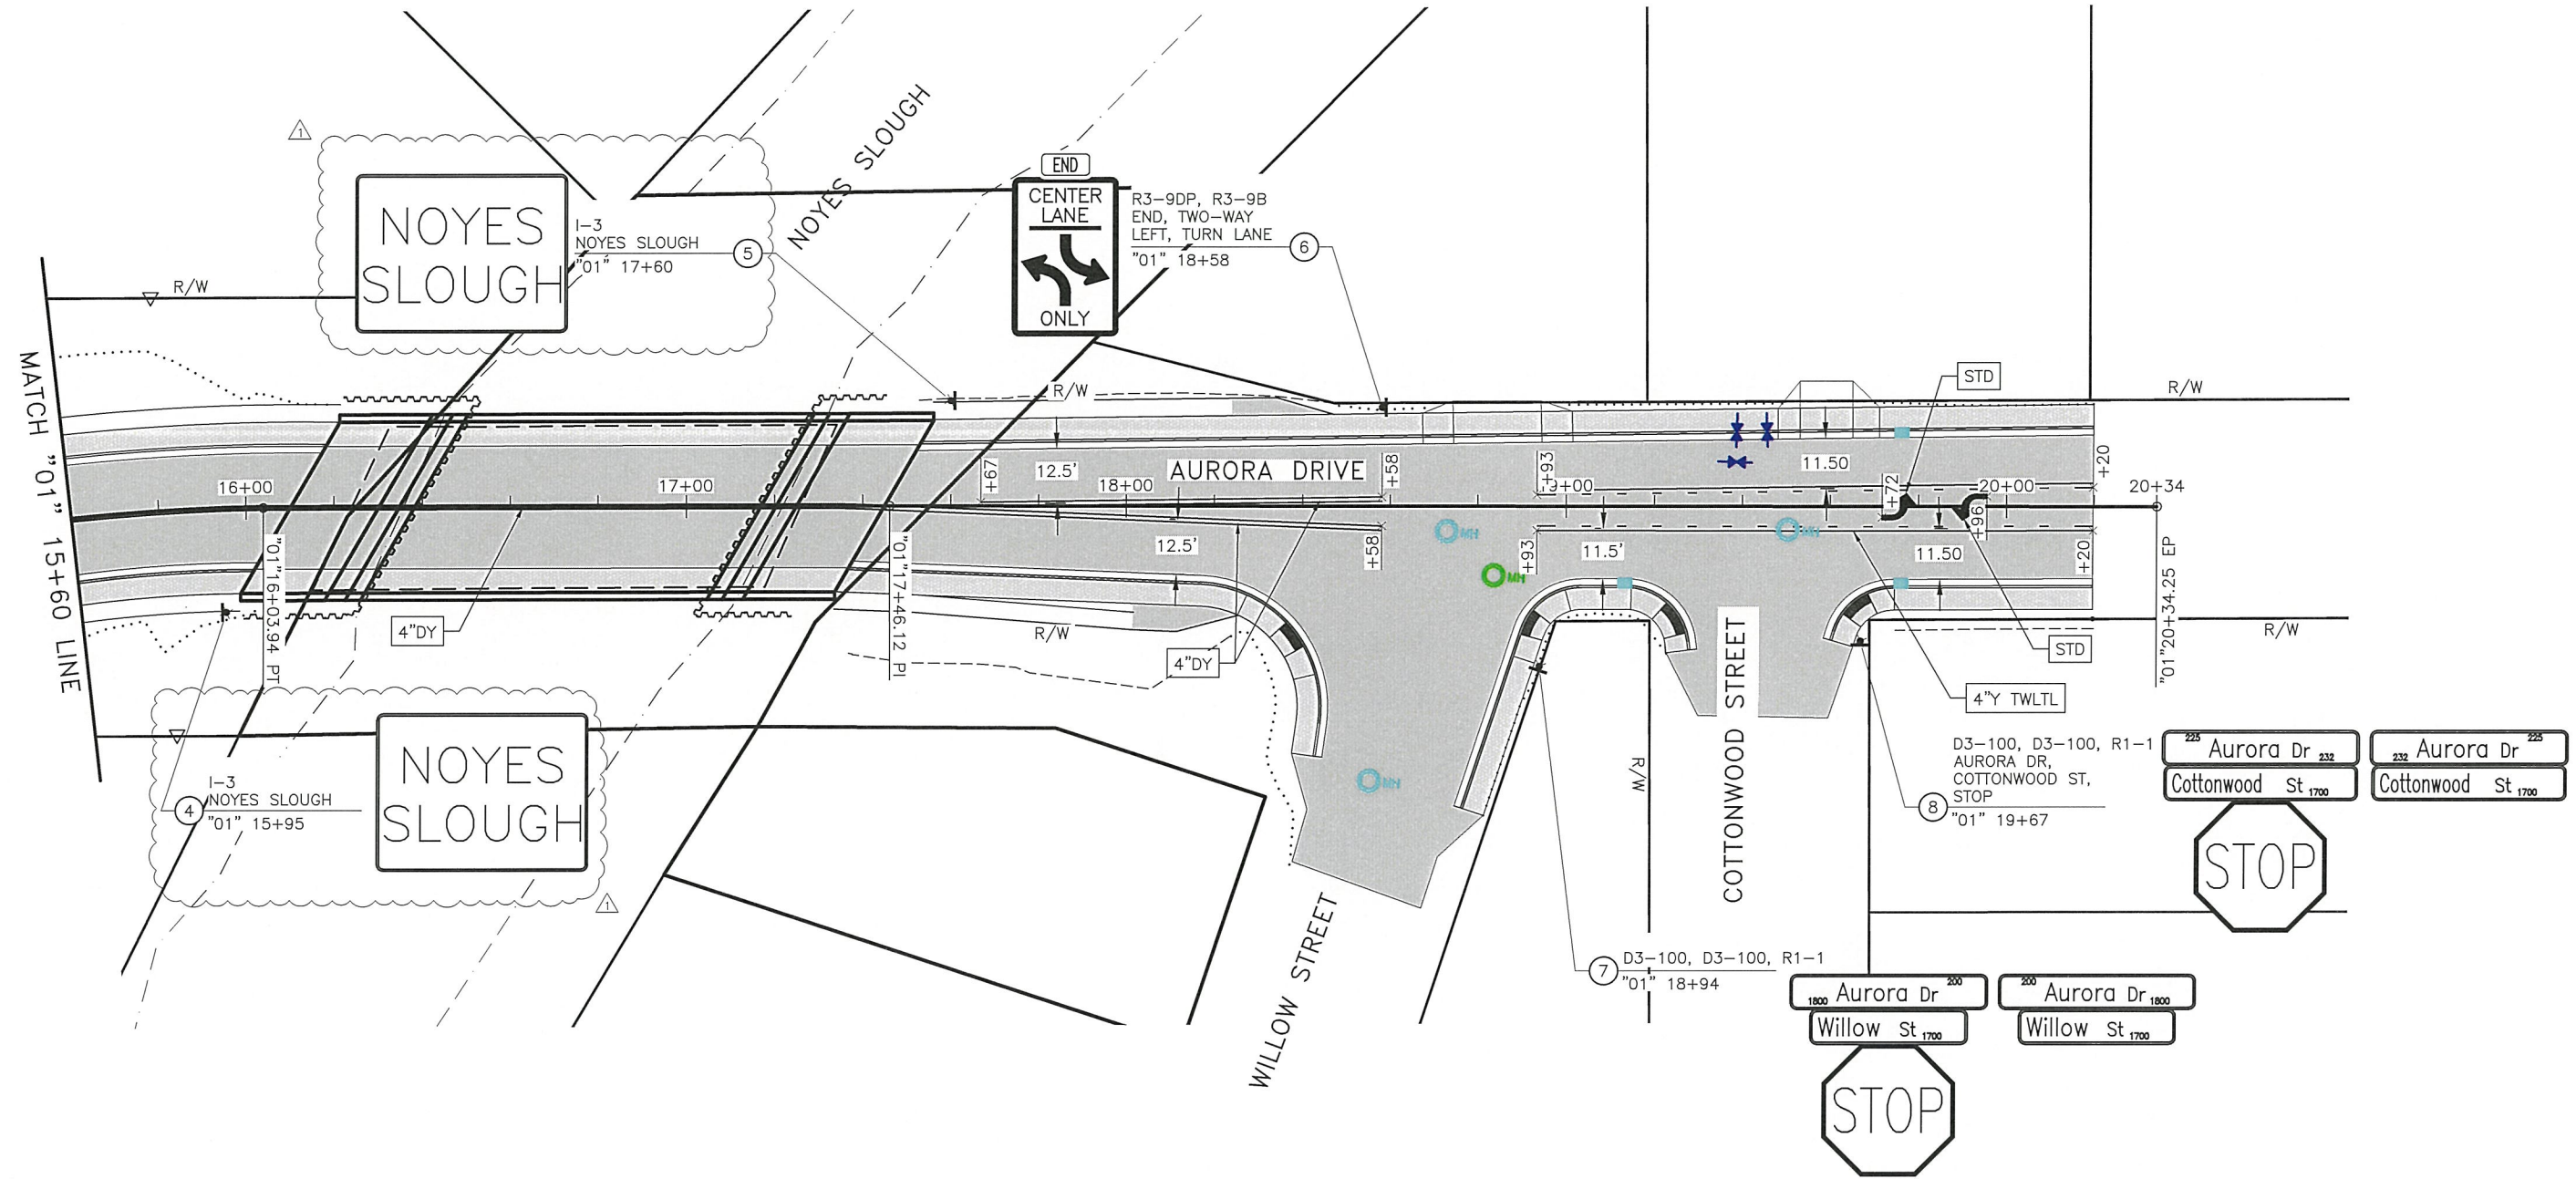 1
NOYES
SLOUGH
I-3
NOYES SLOUGH
"01" 17+60
5
NOYES SLOUGH
END
CENTER
LANE
ONLY
R3-9DP, R3-9B
END, TWO-WAY
LEFT, TURN LANE
"01" 18+58
6
R/W
R/W
R/W
STD
MATCH "01" 15+60 LINE
16+00
17+00
+67
12.5'
18+00
AURORA DRIVE
+58
+93
9+00
11.50
+72
20+00
+20
20+34
"01"16+03.94 PT
4"DY
"01"17+46.12 PI
R/W
12.5'
4"DY
+58
MH
MH
MH
+93
11.5'
11.50
+96
+20
"01"20+34.25 EP
R/W
STD
4"Y TWLTL
4
I-3
NOYES SLOUGH
"01" 15+95
NOYES
SLOUGH
1
MH
WILLOW STREET
R/W
COTTONWOOD STREET
8
D3-100, D3-100, R1-1
AURORA DR,
COTTONWOOD ST,
STOP
"01" 19+67
225 Aurora Dr 232
Cottonwood St 1700
232 Aurora Dr 225
Cottonwood St 1700
STOP
7
D3-100, D3-100, R1-1
"01" 18+94
1800 Aurora Dr 200
Willow St 1700
200 Aurora Dr 1800
Willow St 1700
STOP